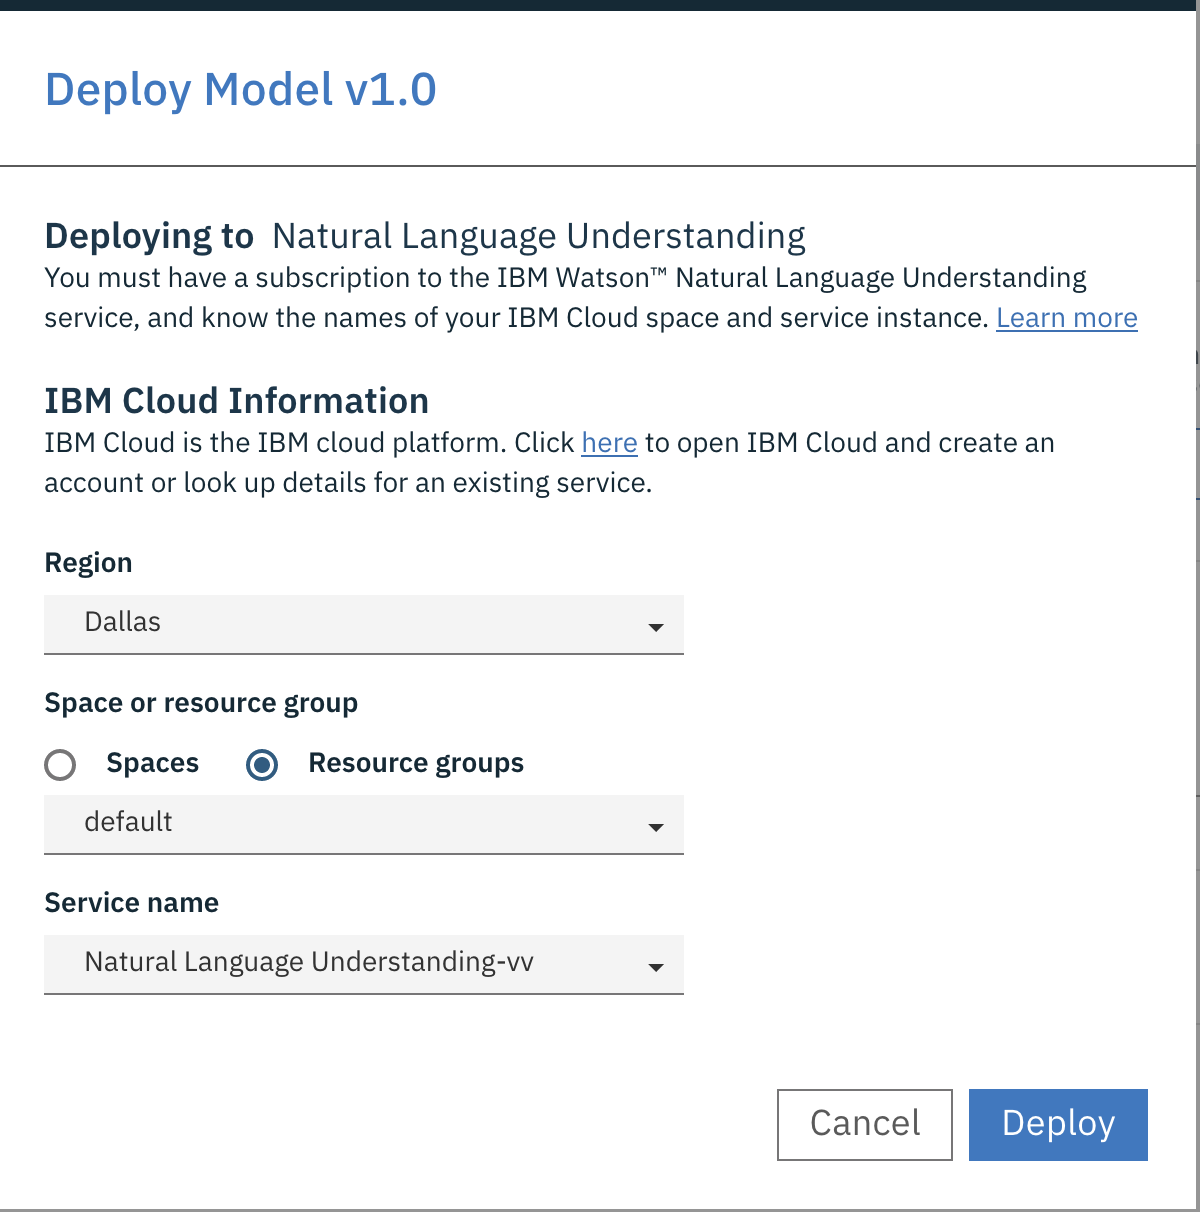 Deploy Model v1.0
Deploying to Natural Language Understanding
You must have a subscription to the IBM Watson™ Natural Language Understanding
service, and know the names of your IBM Cloud space and service instance. Learn more
IBM Cloud Information
IBM Cloud is the IBM cloud platform. Click here to open IBM Cloud and create an
account or look up details for an existing service.
Region
Dallas
Space or resource group
Spaces Resource groups
default
Service name
Natural Language Understanding-vv
Cancel Deploy